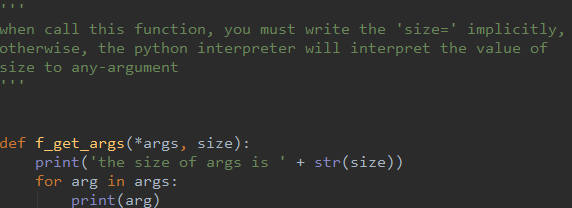 '''
when call this function, you must write the 'size=' implicitly,
otherwise, the python interpreter will interpret the value of
size to any-argument
'''
def f_get_args(*args, size):
    print('the size of args is ' + str(size))
    for arg in args:
        print(arg)